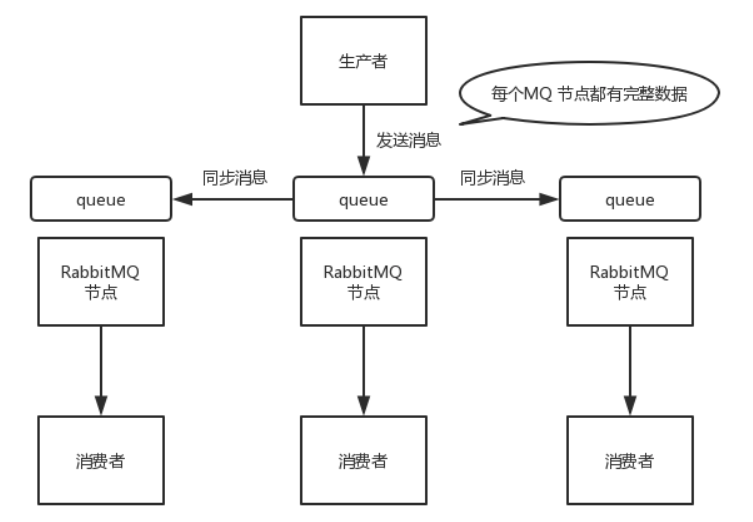 生产者
每个MQ 节点都有完整数据
发送消息
同步消息
同步消息
queue
queue
queue
RabbitMQ
节点
RabbitMQ
节点
RabbitMQ
节点
消费者
消费者
消费者